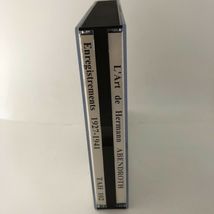 L'Art de Hermann ABENDROTH
Enregistrements 1927-1941 TAH 102